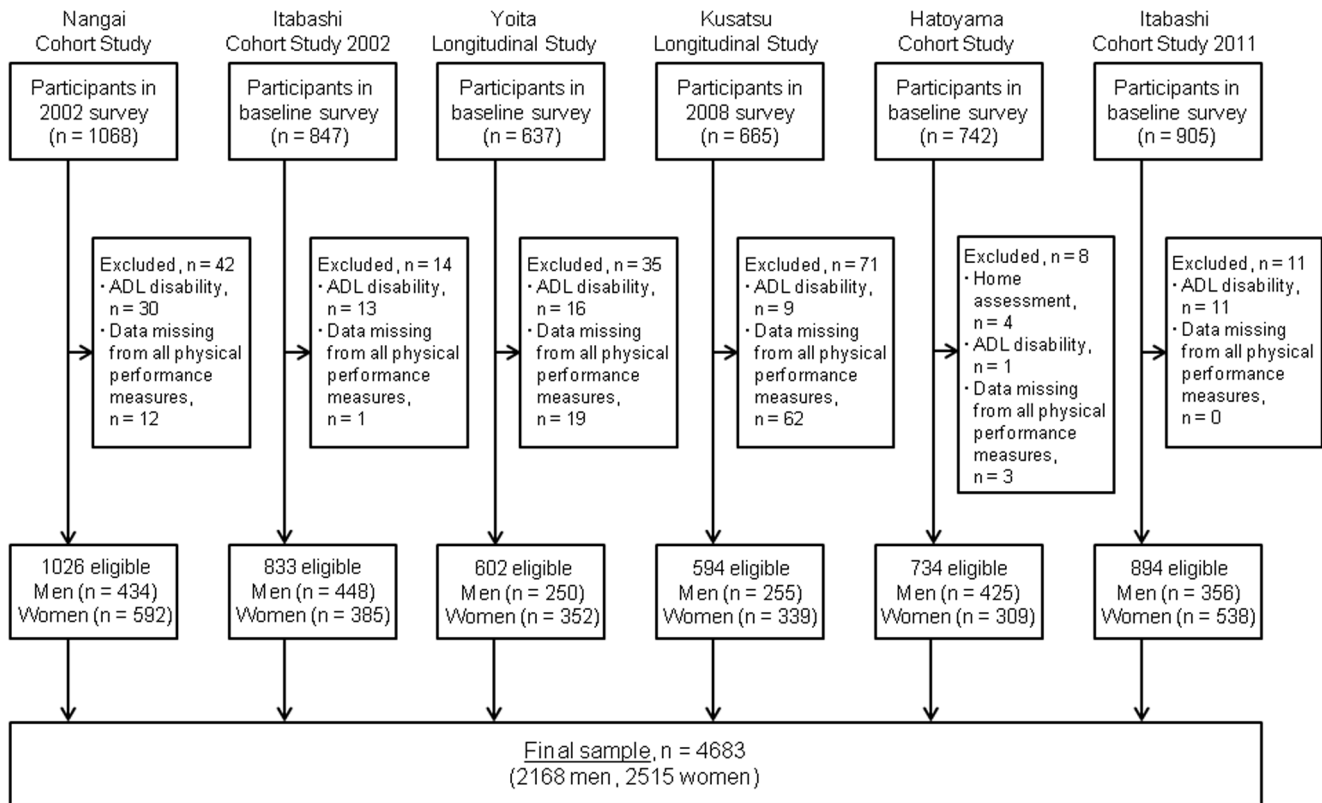 Nangai
Cohort Study
Participants in
2002 survey
(n = 1068)
Excluded, n = 42
・ADL disability,
n = 30
・Data missing
from all physical
performance
measures,
n = 12
1026 eligible
Men (n = 434)
Women (n = 592)
Itabashi
Cohort Study 2002
Participants in
baseline survey
(n = 847)
Excluded, n = 14
・ADL disability,
n = 13
・Data missing
from all physical
performance
measures,
n = 1
833 eligible
Men (n = 448)
Women (n = 385)
Yoita
Longitudinal Study
Participants in
baseline survey
(n = 637)
Excluded, n = 35
・ADL disability,
n = 16
・Data missing
from all physical
performance
measures,
n = 19
602 eligible
Men (n = 250)
Women (n = 352)
Kusatsu
Longitudinal Study
Participants in
2008 survey
(n = 665)
Excluded, n = 71
・ADL disability,
n = 9
・Data missing
from all physical
performance
measures,
n = 62
594 eligible
Men (n = 255)
Women (n = 339)
Hatoyama
Cohort Study
Participants in
baseline survey
(n = 742)
Excluded, n = 8
・Home
assessment,
n = 4
・ADL disability,
n = 1
・Data missing
from all physical
performance
measures,
n = 3
734 eligible
Men (n = 425)
Women (n = 309)
Itabashi
Cohort Study 2011
Participants in
baseline survey
(n = 905)
Excluded, n = 11
・ADL disability,
n = 11
・Data missing
from all physical
performance
measures,
n = 0
894 eligible
Men (n = 356)
Women (n = 538)
Final sample, n = 4683
(2168 men, 2515 women)